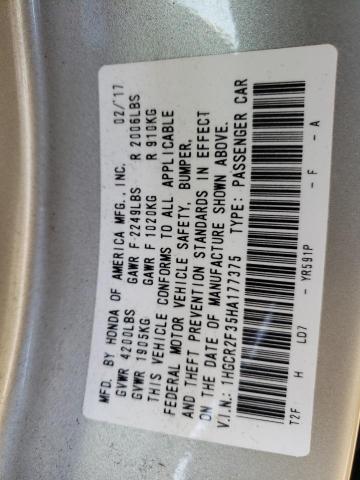 MFD. BY HONDA OF AMERICA MFG., INC. 02/'17
GVWR 4200LBS GAWR F 2249LBS R 2006LBS
GVWR 1905KG GAWR F 1020KG R 910KG
THIS VEHICLE CONFORMS TO ALL APPLICABLE
FEDERAL MOTOR VEHICLE SAFETY, BUMPER,
AND THEFT PREVENTION STANDARDS IN EFFECT
ON THE DATE OF MANUFACTURE SHOWN ABOVE.
V.I.N.: 1HGCR2F35HA177375 TYPE: PASSENGER CAR
T2F H L07 - YR591P - F - A